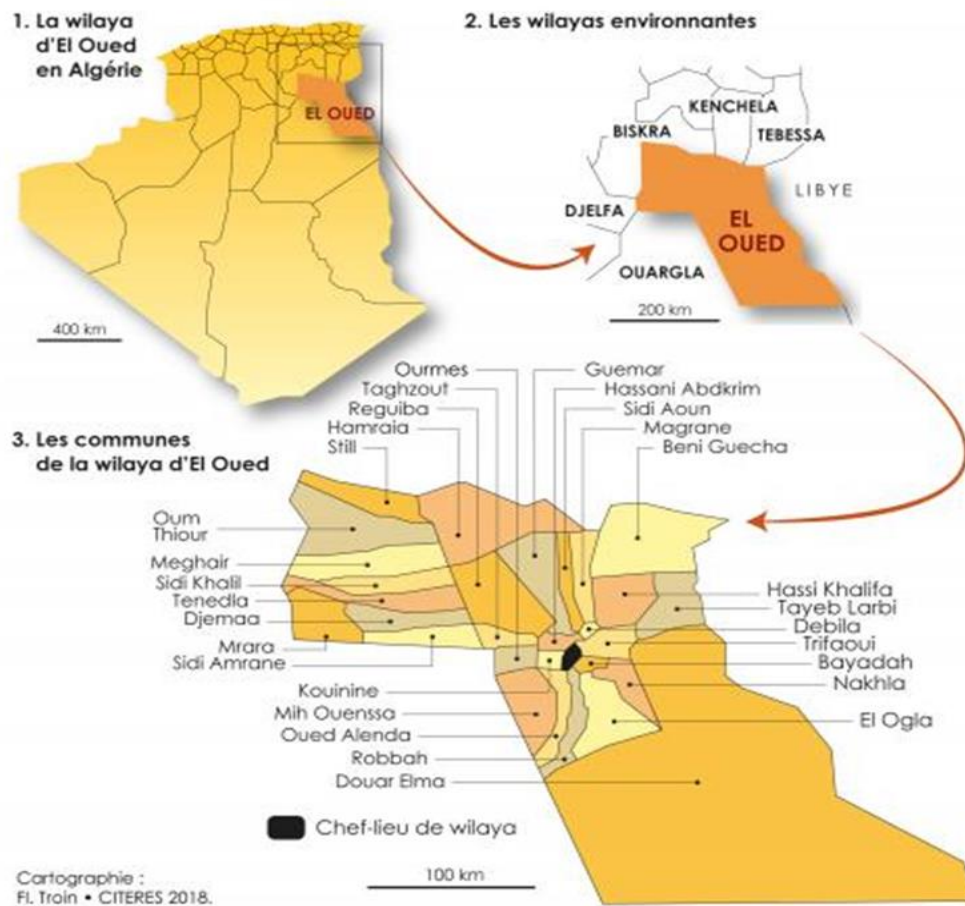 1. La wilaya
d'El Oued
en Algérie
EL OUED
400 km
2. Les wilayas environnantes
KENCHELA
BISKRA
TEBESSA
LIBYE
DJELFA
EL
OUED
OUARGLA
200 km
3. Les communes
de la wilaya d'El Oued
Ourmes
Taghzout
Reguiba
Hamraia
Still
Guemar
Hassani Abdkrim
Sidi Aoun
Magrane
Beni Guecha
Oum
Thiour
Meghair
Sidi Khalil
Tenedla
Djemaa
Mrara
Sidi Amrane
Hassi Khalifa
Tayeb Larbi
Debila
Trifaoui
Bayadah
Nakhla
El Ogla
Kouinine
Mih Ouenssa
Oued Alenda
Robbah
Douar Elma
Chef-lieu de wilaya
100 km
Cartographie :
Fl. Troin • CITERES 2018.